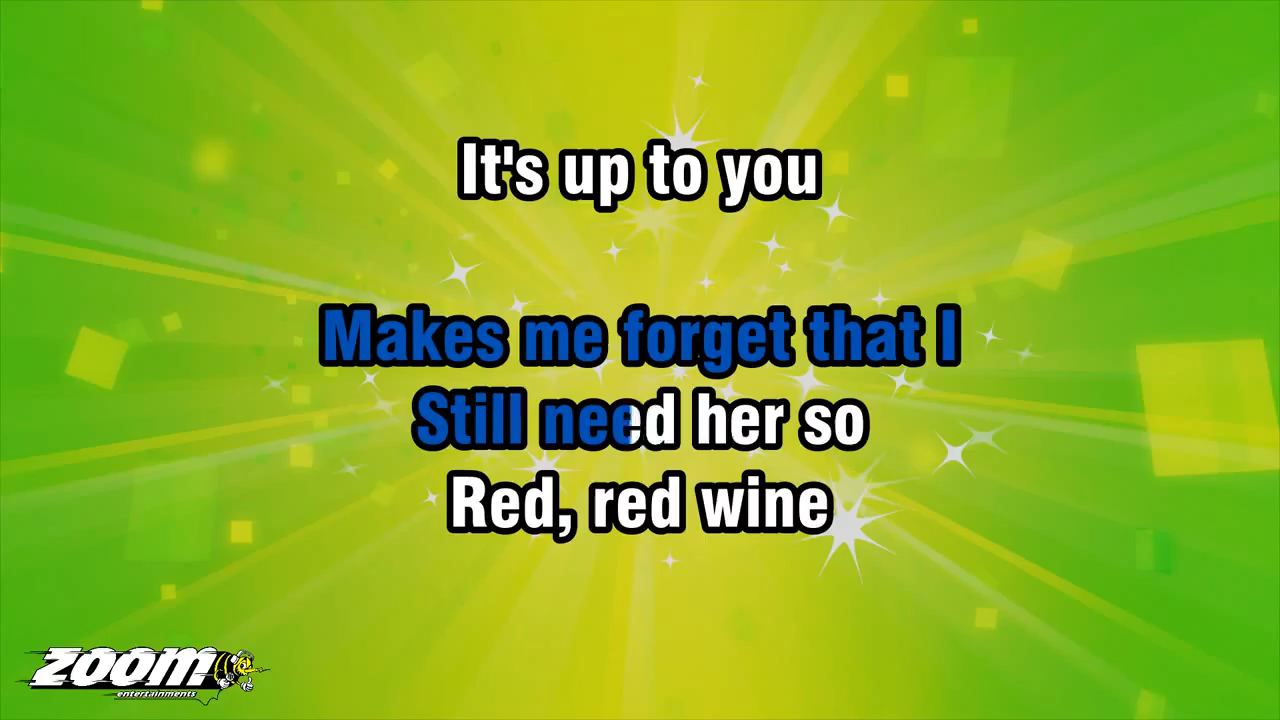 It's up to you
Makes me forget that I
Still need her so
Red, red wine
ZOOM
entertainments